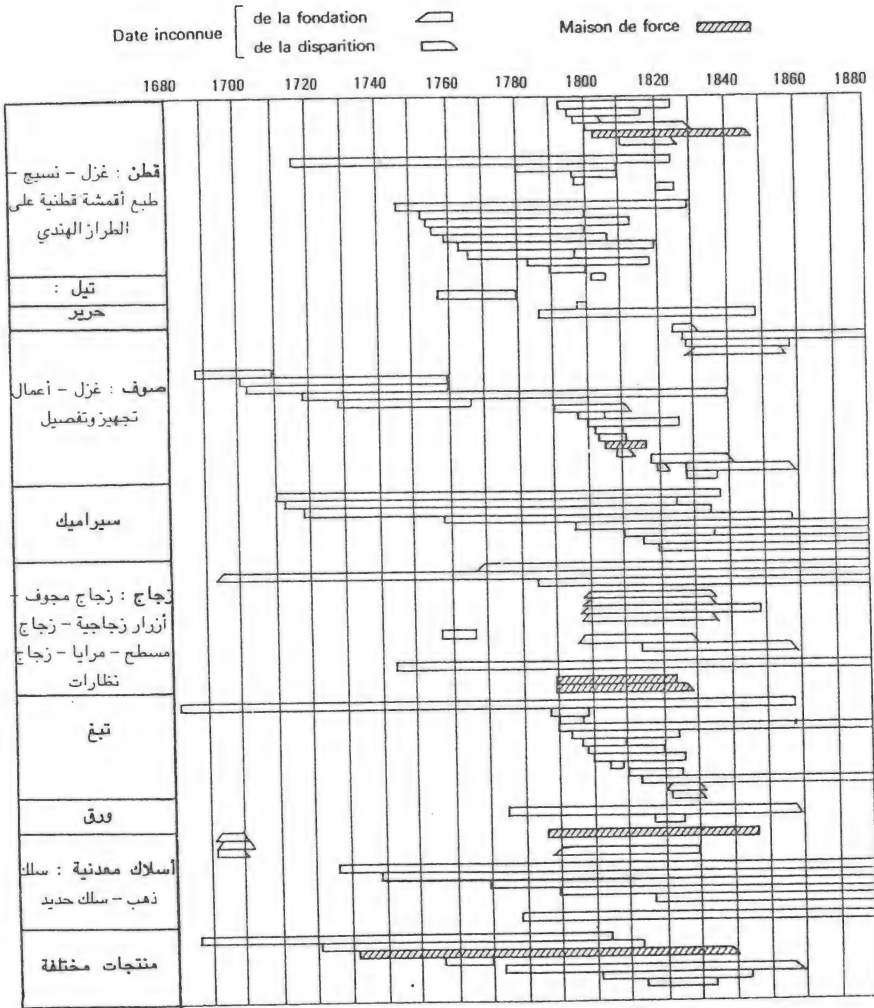 Date inconnue
de la fondation
de la disparition
Maison de force
1680 1700 1720 1740 1760 1780 1800 1820 1840 1860 1880
قطن : غزل – نسيج –
طبع أقمشة قطنية على
الطراز الهندي
تيل :
حرير
صوف : غزل – أعمال
تجهيز وتفصيل
سيراميك
زجاج : زجاج مجوف –
أزرار زجاجية – زجاج
مسطح – مرايا – زجاج
نظارات
تبغ
ورق
أسلاك معدنية : سلك
ذهب – سلك حديد
منتجات مختلفة